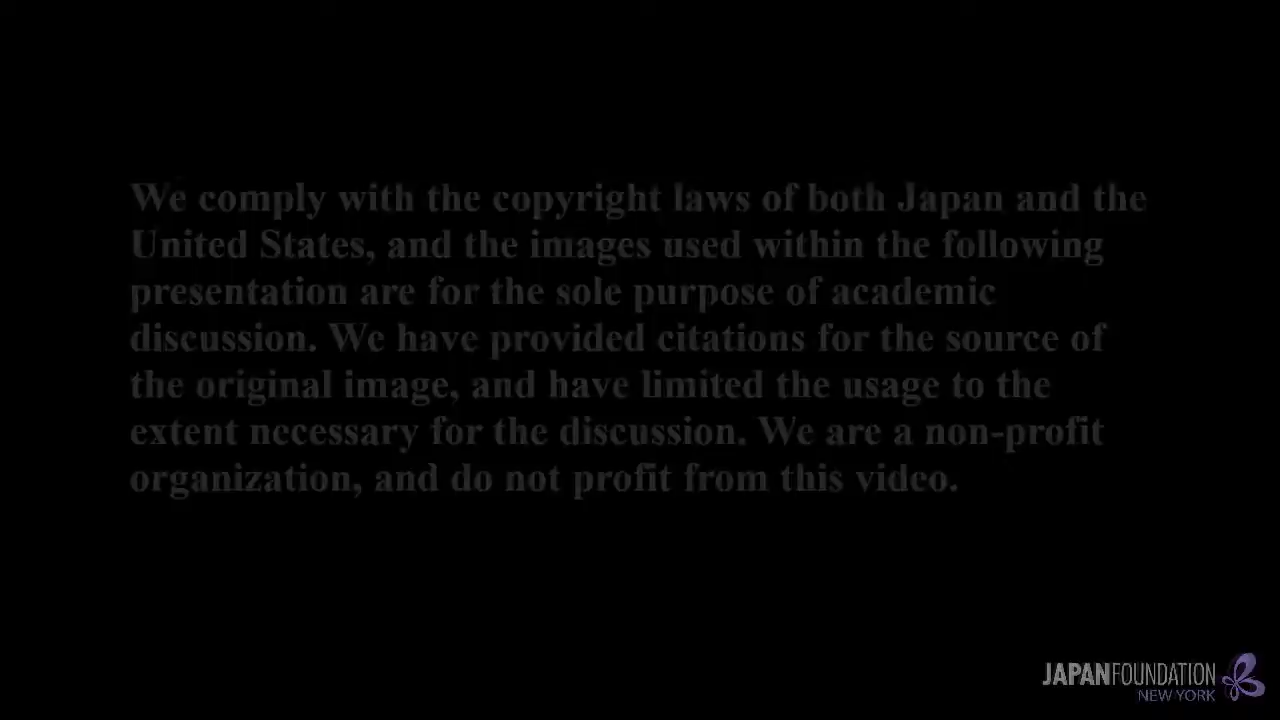 We comply with the copyright laws of both Japan and the
United States, and the images used within the following
presentation are for the sole purpose of academic
discussion. We have provided citations for the source of
the original image, and have limited the usage to the
extent necessary for the discussion. We are a non-profit
organization, and do not profit from this video.
JAPANFOUNDATION
NEW YORK